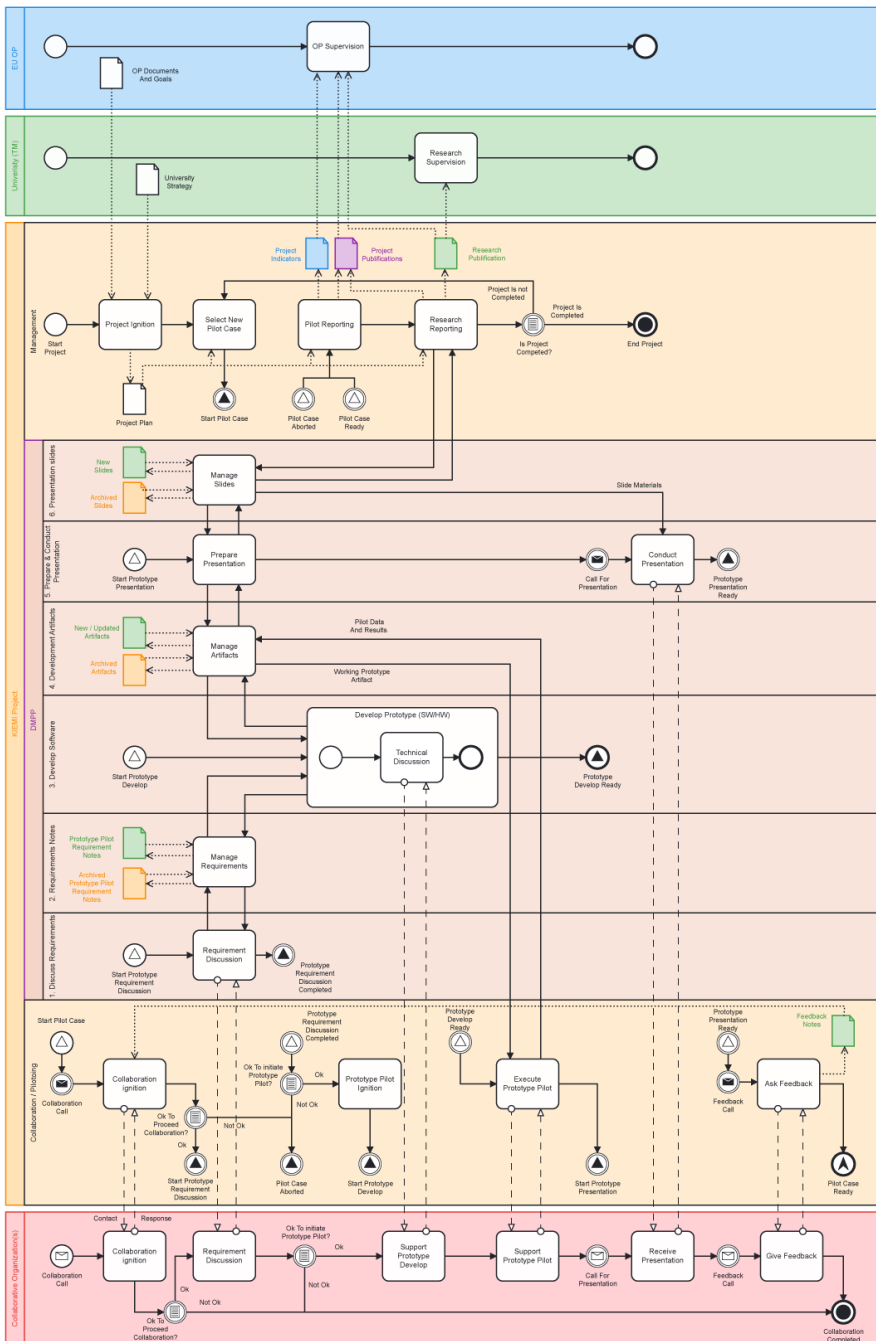 EU OP
OP Supervision
OP Documents
And Goals
University (TM)
Research
Supervision
University
Strategy
KIEMI Project
Management
Project
Indicators
Project
Publications
Research
Publication
Project Is not
Completed
Project Is
Completed
Start
Project
Project Ignition
Select New
Pilot Case
Pilot Reporting
Research
Reporting
Is Project
Competed?
End Project
Project Plan
Start Pilot Case
Pilot Case
Aborted
Pilot Case
Ready
DMPP
6. Presentation slides
New
Slides
Archived
Slides
Manage
Slides
Slide Materials
5. Prepare & Conduct
Presentation
Start Prototype
Presentation
Prepare
Presentation
Call For
Presentation
Conduct
Presentation
Prototype
Presentation
Ready
4. Development Artifacts
New / Updated
Artifacts
Archived
Artifacts
Manage
Artifacts
Pilot Data
And Results
Working Prototype
Artifact
3. Develop Software
Start Prototype
Develop
Develop Prototype (SW/HW)
Technical
Discussion
Prototype
Develop Ready
2. Requirements Notes
Prototype Pilot
Requirement
Notes
Archived
Prototype Pilot
Requirement
Notes
Manage
Requirements
1. Discuss Requirements
Start Prototype
Requirement
Discussion
Requirement
Discussion
Prototype
Requirement
Discussion
Completed
Collaboration / Pilotoing
Start Pilot Case
Collaboration
Call
Collaboration
ignition
Ok To
Proceed
Collaboration?
Ok
Not Ok
Start Prototype
Requirement
Discussion
Prototype
Requirement
Discussion
Completed
Ok To initiate
Prototype
Pilot?
Ok
Not Ok
Pilot Case
Aborted
Prototype Pilot
Ignition
Start Prototype
Develop
Prototype
Develop
Ready
Execute
Prototype Pilot
Start Prototype
Presentation
Prototype
Presentation
Ready
Feedback
Call
Ask Feedback
Feedback
Notes
Pilot Case
Ready
Collaborative Organization(s)
Contact
Response
Collaboration
Call
Collaboration
ignition
Ok To
Proceed
Collaboration?
Ok
Not Ok
Requirement
Discussion
Ok To initiate
Prototype Pilot?
Ok
Not Ok
Support
Prototype
Develop
Support
Prototype Pilot
Call For
Presentation
Receive
Presentation
Feedback
Call
Give Feedback
Collaboration
Completed